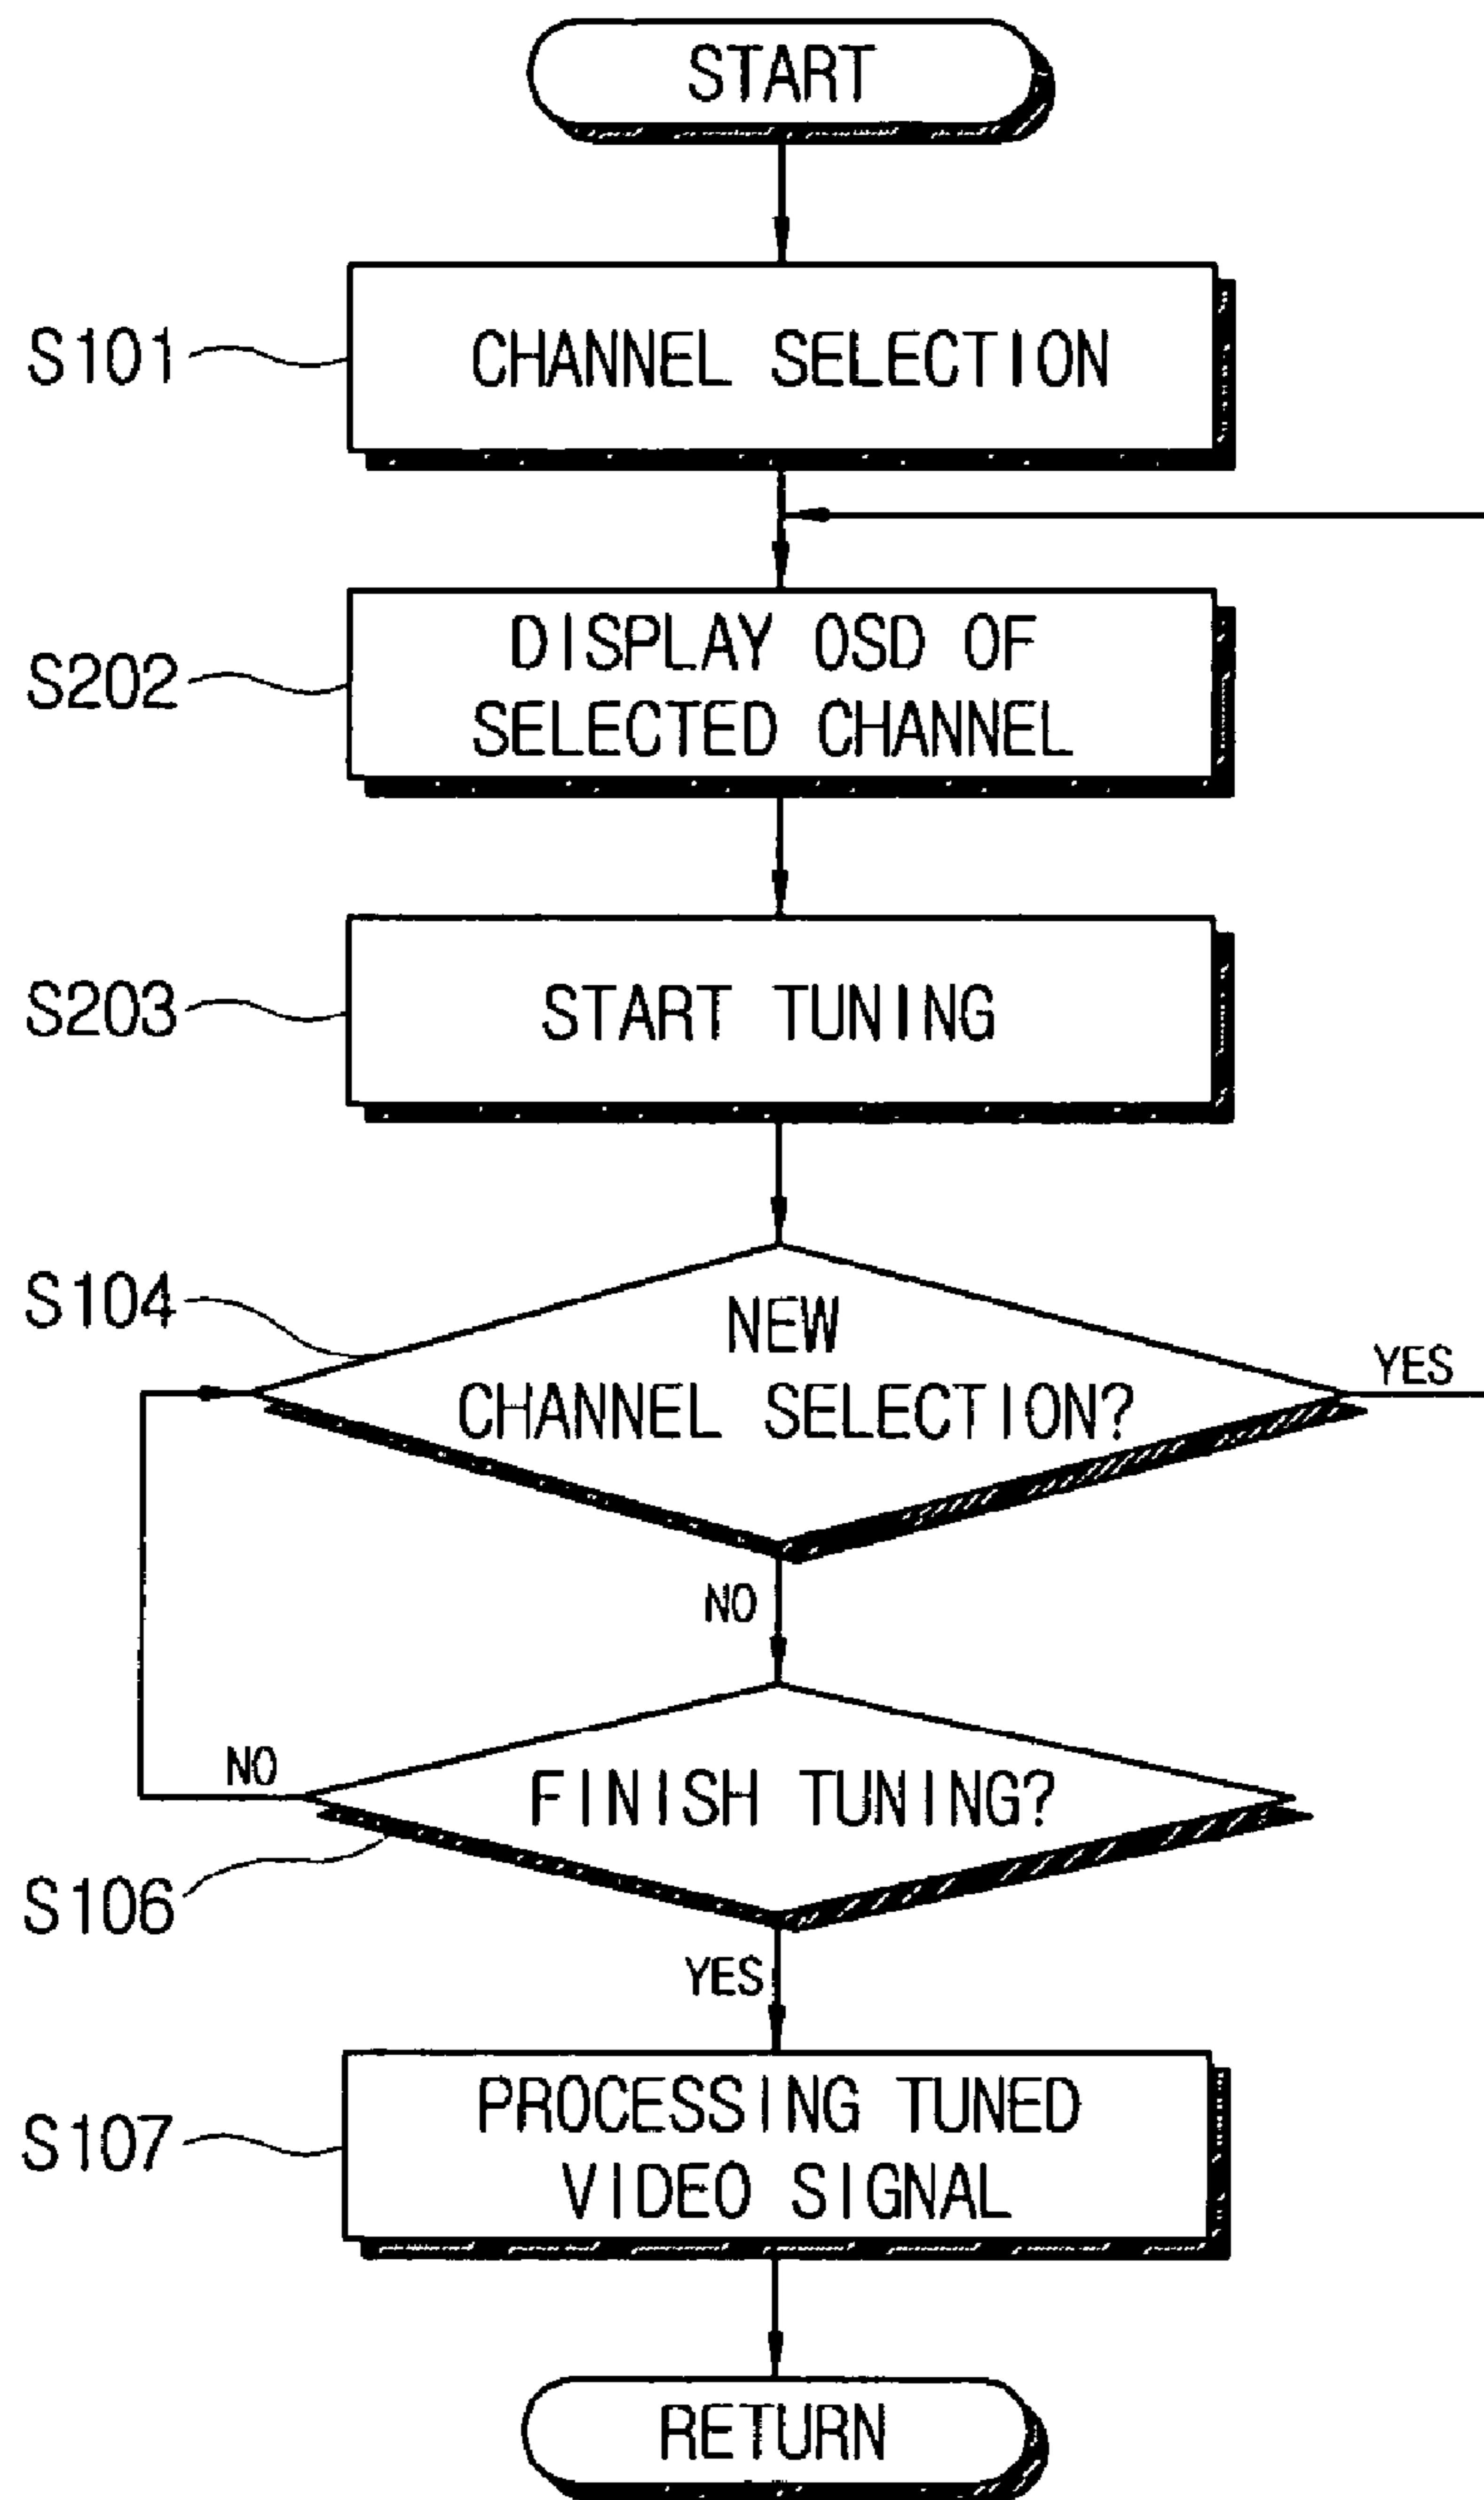 START
S101
CHANNEL SELECTION
S202
DISPLAY OSD OF
SELECTED CHANNEL
S203
START TUNING
S104
NEW
CHANNEL SELECTION?
YES
NO
NO
FINISH TUNING?
S106
YES
S107
PROCESSING TUNED
VIDEO SIGNAL
RETURN